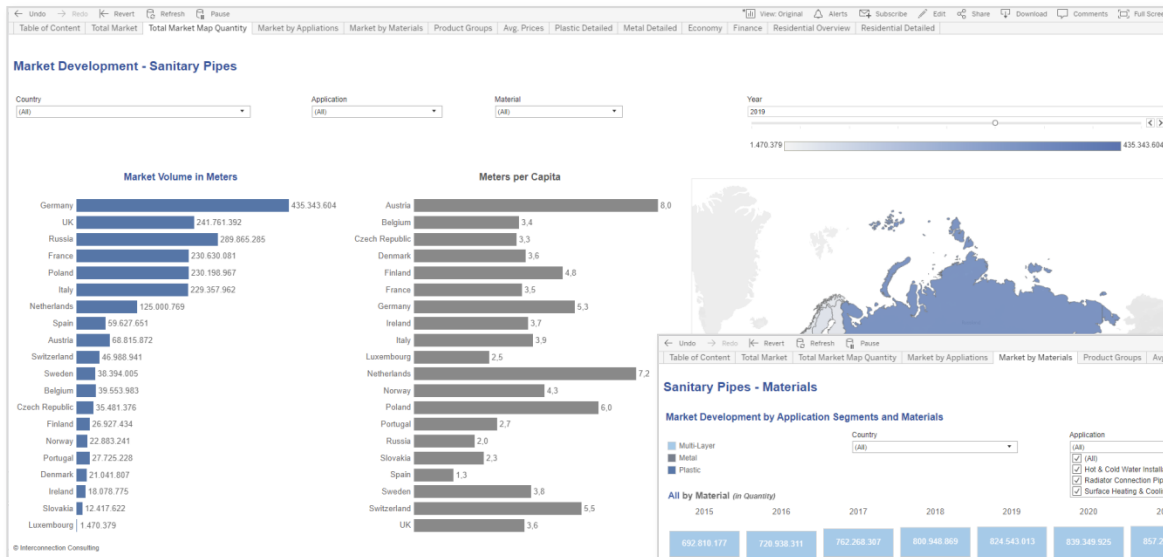 Undo Redo Revert Refresh Pause View: Original Alerts Subscribe Edit Share Download Comments Full Scree
Table of Content Total Market Total Market Map Quantity Market by Appliations Market by Materials Product Groups Avg. Prices Plastic Detailed Metal Detailed Economy Finance Residential Overview Residential Detailed
Market Development - Sanitary Pipes
Country Application Material Year
(All) (All) (All) 2019
1.470.379 435.343.604
Market Volume in Meters
Germany 435.343.604
UK 241.761.392
Russia 289.865.285
France 230.630.081
Poland 230.198.967
Italy 229.357.962
Netherlands 125.000.769
Spain 59.627.651
Austria 68.815.872
Switzerland 46.988.941
Sweden 38.394.005
Belgium 39.553.983
Czech Republic 35.481.376
Finland 26.927.434
Norway 22.883.241
Portugal 27.725.228
Denmark 21.041.807
Ireland 18.078.775
Slovakia 12.417.622
Luxembourg 1.470.379
© Interconnection Consulting
Meters per Capita
Austria 8,0
Belgium 3,4
Czech Republic 3,3
Denmark 3,6
Finland 4,8
France 3,5
Germany 5,3
Ireland 3,7
Italy 3,9
Luxembourg 2,5
Netherlands 7,2
Norway 4,3
Poland 6,0
Portugal 2,7
Russia 2,0
Slovakia 2,3
Spain 1,3
Sweden 3,8
Switzerland 5,5
UK 3,6
Undo Redo Revert Refresh Pause
Table of Content Total Market Total Market Map Quantity Market by Appliations Market by Materials Product Groups Av
Sanitary Pipes - Materials
Market Development by Application Segments and Materials
Multi-Layer
Metal
Plastic
Country
(All)
Application
(All)
(All)
Hot & Cold Water Install
Radiator Connection Pip
Surface Heating & Cooli
All by Material (in Quantity)
2015 2016 2017 2018 2019 2020 2
692.810.177 720.938.311 762.268.307 800.948.869 824.543.013 839.349.925 857.2